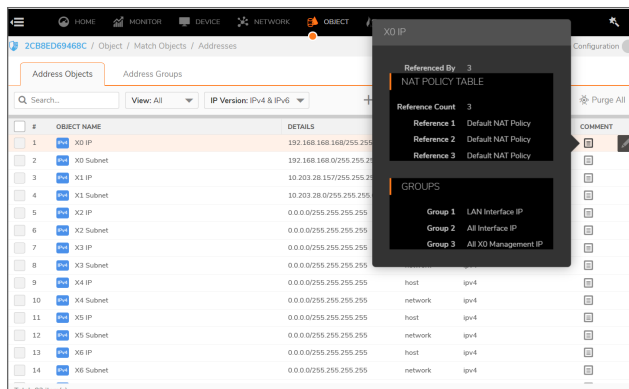 HOME MONITOR DEVICE NETWORK OBJECT
2CB8ED69468C / Object / Match Objects / Addresses
Configuration
Address Objects Address Groups
Search... View: All IP Version: IPv4 & IPv6 + Purge All
# OBJECT NAME DETAILS COMMENT
1 IPv4 X0 IP 192.168.168.168/255.255
2 IPv4 X0 Subnet 192.168.168.0/255.255.25
3 IPv4 X1 IP 10.203.28.157/255.255.255
4 IPv4 X1 Subnet 10.203.28.0/255.255.255.
5 IPv4 X2 IP 0.0.0.0/255.255.255.255
6 IPv4 X2 Subnet 0.0.0.0/255.255.255.255
7 IPv4 X3 IP 0.0.0.0/255.255.255.255
8 IPv4 X3 Subnet 0.0.0.0/255.255.255.255 network ipv4
9 IPv4 X4 IP 0.0.0.0/255.255.255.255 host ipv4
10 IPv4 X4 Subnet 0.0.0.0/255.255.255.255 network ipv4
11 IPv4 X5 IP 0.0.0.0/255.255.255.255 host ipv4
12 IPv4 X5 Subnet 0.0.0.0/255.255.255.255 network ipv4
13 IPv4 X6 IP 0.0.0.0/255.255.255.255 host ipv4
14 IPv4 X6 Subnet 0.0.0.0/255.255.255.255 network ipv4
X0 IP
Referenced By 3
NAT POLICY TABLE
Reference Count 3
Reference 1 Default NAT Policy
Reference 2 Default NAT Policy
Reference 3 Default NAT Policy
GROUPS
Group 1 LAN Interface IP
Group 2 All Interface IP
Group 3 All X0 Management IP